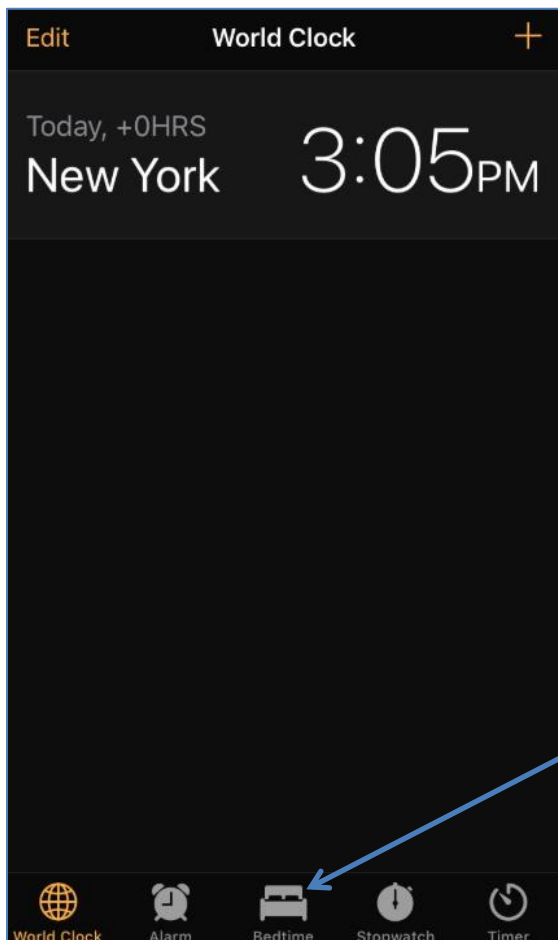 Edit World Clock +
Today, +0HRS
New York 3:05PM
World Clock Alarm Bedtime Stopwatch Timer